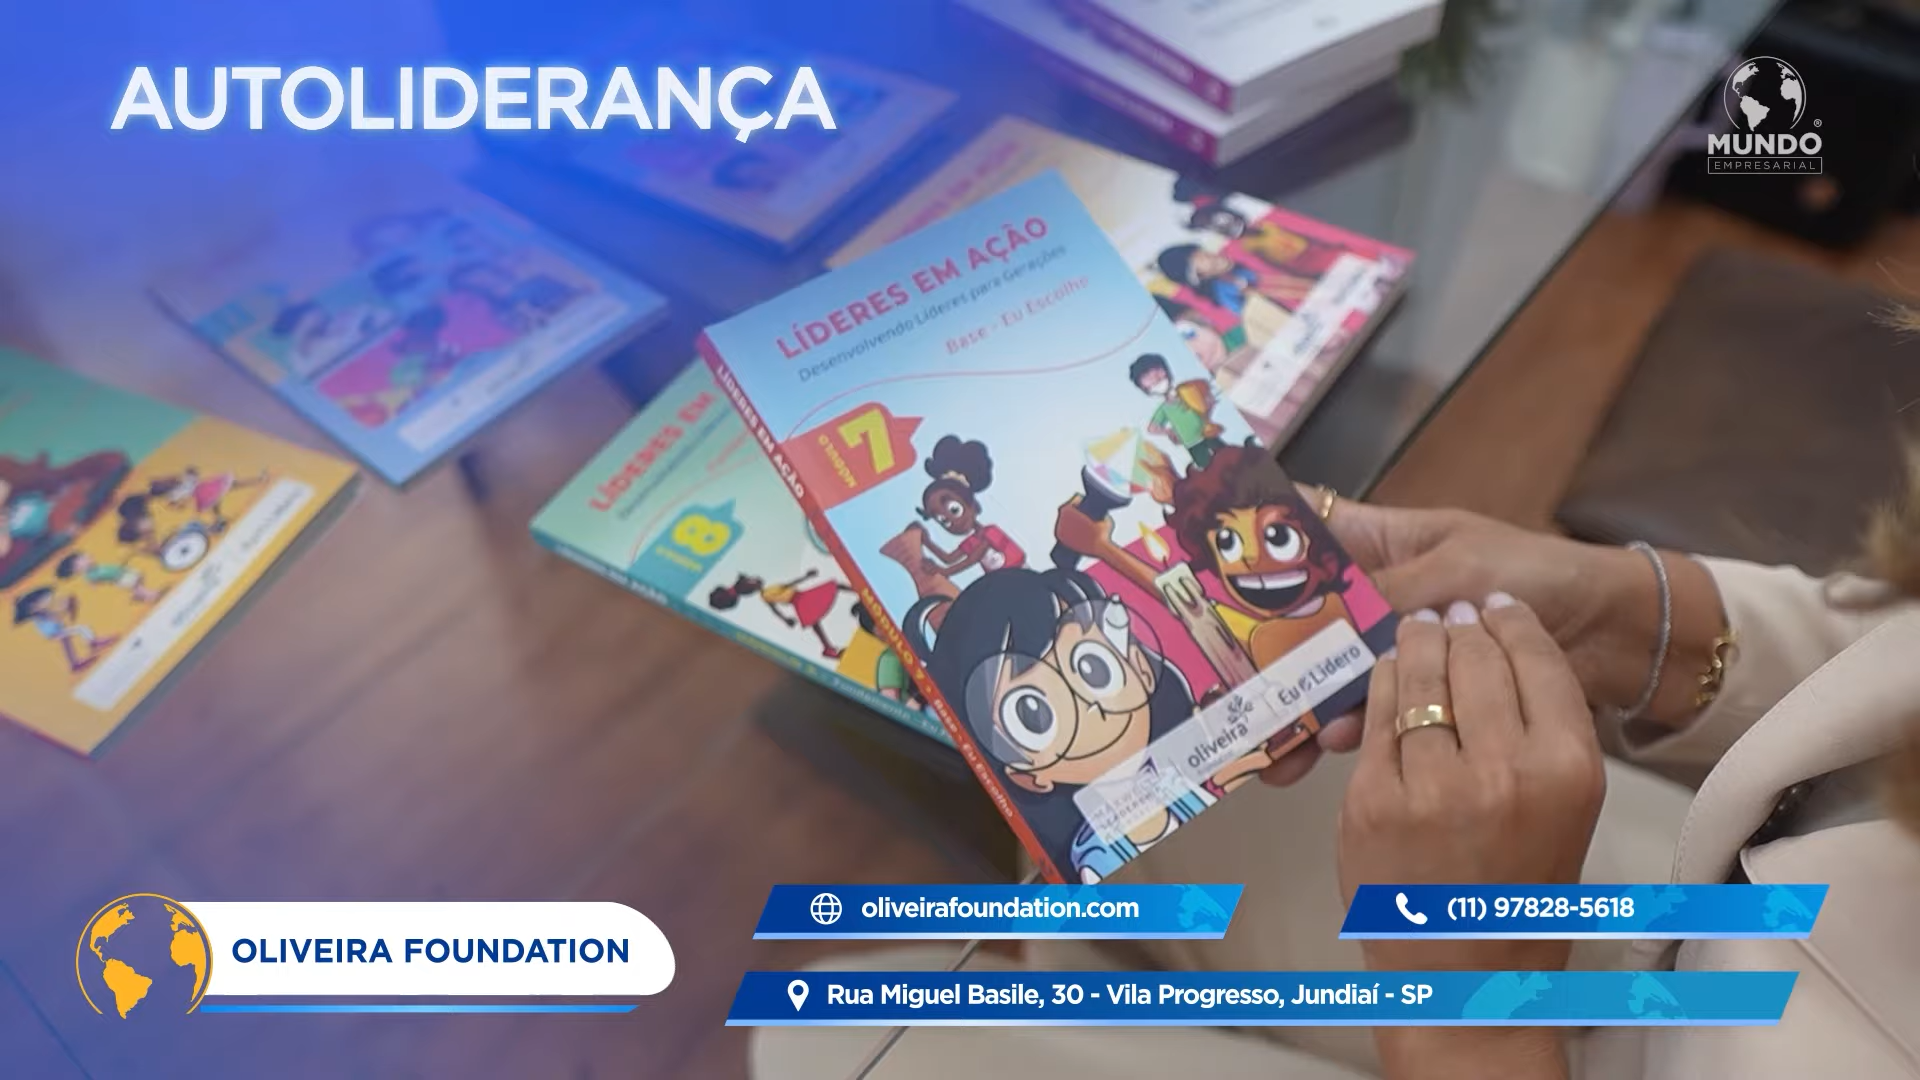 AUTOLIDERANÇA
MUNDO
EMPRESARIAL
LÍDERES EM AÇÃO
Desenvolvendo Líderes para Gerações
Base - Eu Escolho
MÓDULO 7
LÍDERES EM AÇÃO
MÓDULO 7 - Base - Eu Escolho
LÍDERES EM
8
oliveira
Eu Lidero
OLIVEIRA FOUNDATION
oliveirafoundation.com
(11) 97828-5618
Rua Miguel Basile, 30 - Vila Progresso, Jundiaí - SP